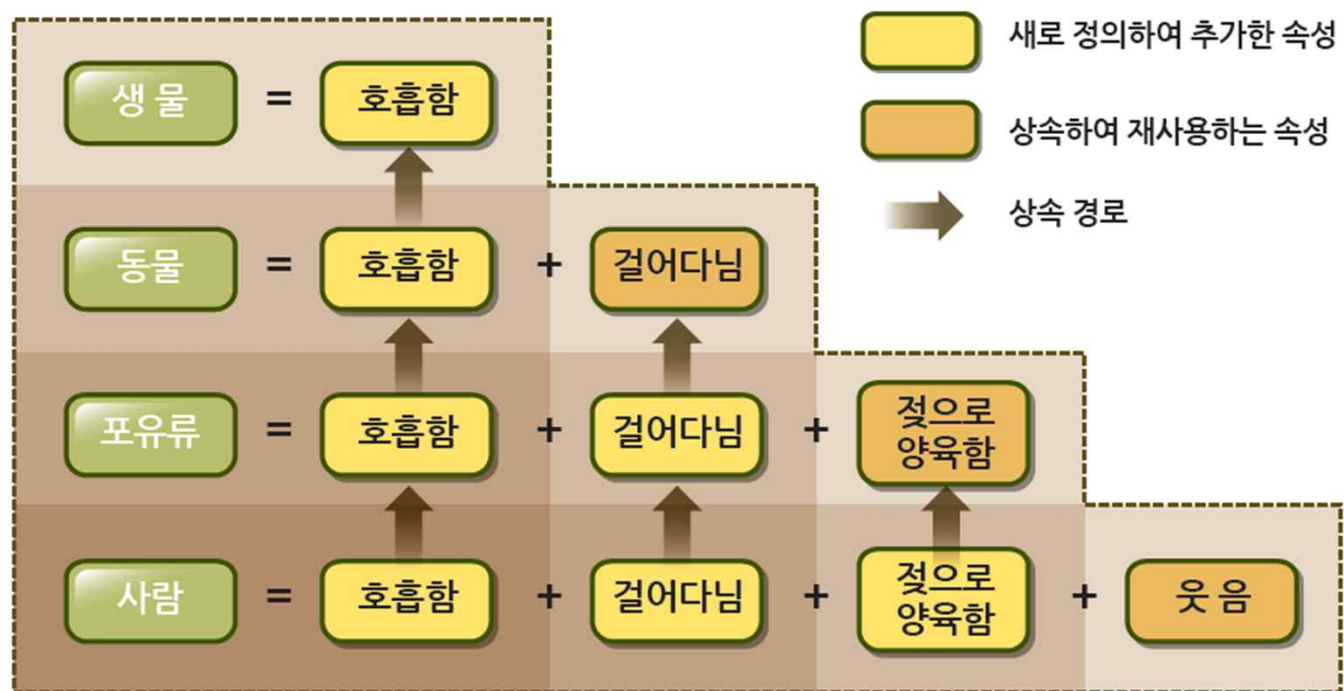 새로 정의하여 추가한 속성
상속하여 재사용하는 속성
상속 경로
생 물 = 호흡함
동물 = 호흡함 + 걸어다님
포유류 = 호흡함 + 걸어다님 + 젖으로
양육함
사람 = 호흡함 + 걸어다님 + 젖으로
양육함 + 웃 음